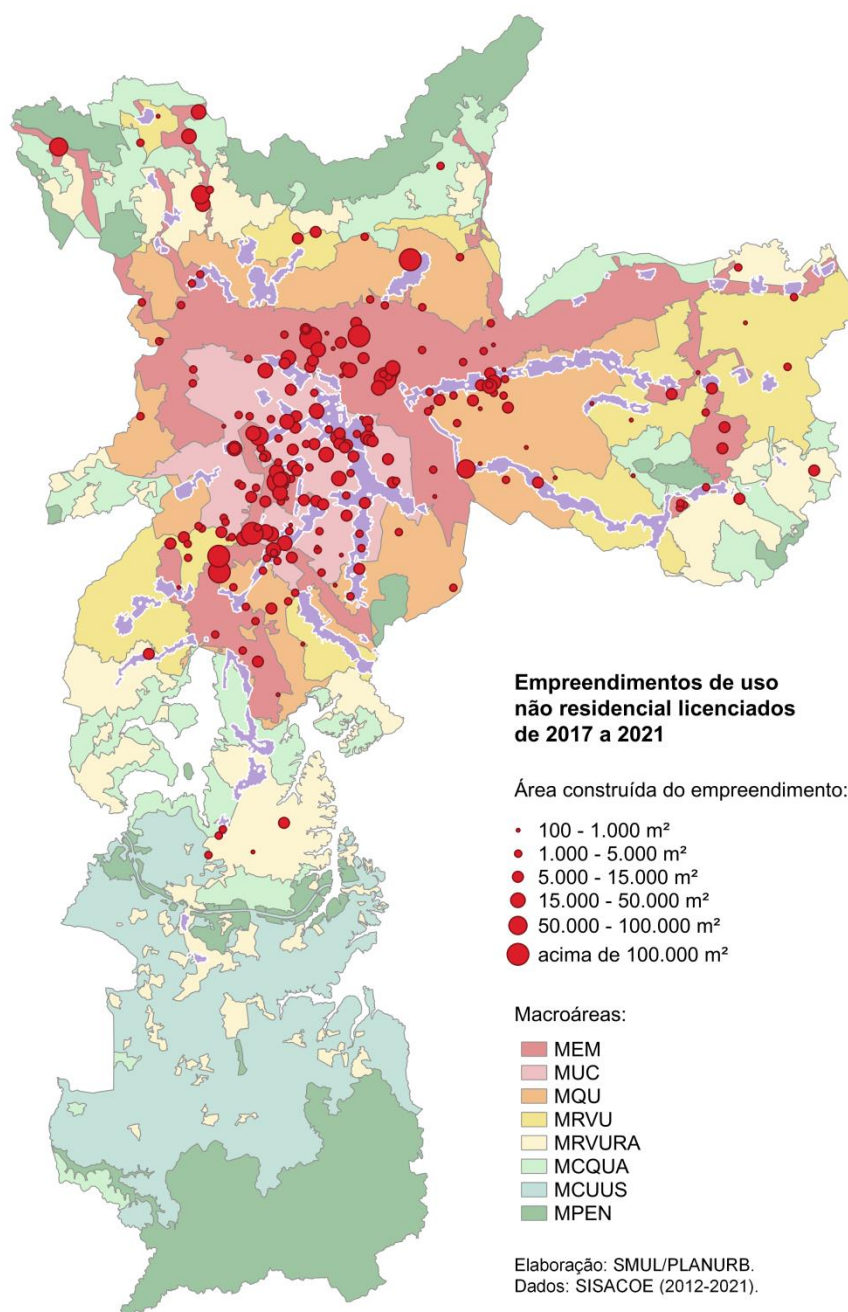 Empreendimentos de uso
não residencial licenciados
de 2017 a 2021
Área construída do empreendimento:
100 - 1.000 m²
1.000 - 5.000 m²
5.000 - 15.000 m²
15.000 - 50.000 m²
50.000 - 100.000 m²
acima de 100.000 m²
Macroáreas:
MEM
MUC
MQU
MRVU
MRVURA
MCQUA
MCUUS
MPEN
Elaboração: SMUL/PLANURB.
Dados: SISACOE (2012-2021).